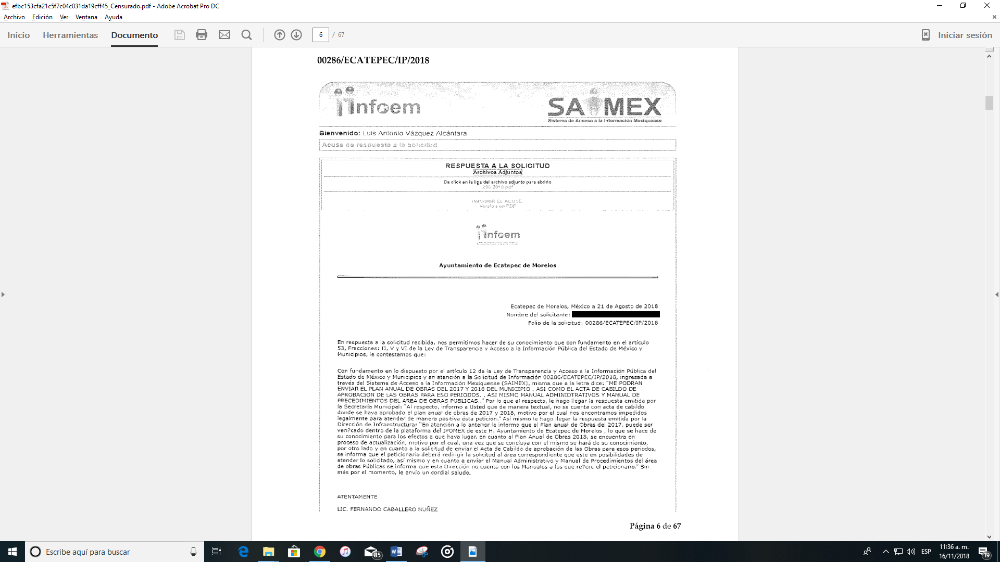 efbc153cfa21c5f7c04c031da19cff45_Censurado.pdf - Adobe Acrobat Pro DC
Archivo Edición Ver Ventana Ayuda
Inicio Herramientas Documento 6 / 67 Iniciar sesión
00286/ECATEPEC/IP/2018
infoem SAIMEX
Sistema de Acceso a la Información Mexiquense
Bienvenido: Luis Antonio Vázquez Alcántara
Acuse de respuesta a la solicitud
RESPUESTA A LA SOLICITUD
Archivos Adjuntos
De click en la liga del archivo adjunto para abrirlo
286-2018.pdf
IMPRIMIR EL ACUSE
Versión en PDF
infoem
Ayuntamiento de Ecatepec de Morelos
Ecatepec de Morelos, México a 21 de Agosto de 2018
Nombre del solicitante:
Folio de la solicitud: 00286/ECATEPEC/IP/2018
En respuesta a la solicitud recibida, nos permitimos hacer de su conocimiento que con fundamento en el artículo
53, Fracciones: II, V y VI de la Ley de Transparencia y Acceso a la Información Pública del Estado de México y
Municipios, le contestamos que:
Con fundamento en lo dispuesto por el artículo 12 de la Ley de Transparencia y Acceso a la Información Pública del
Estado de México y Municipios y en atención a la Solicitud de Información 00286/ECATEPEC/IP/2018, ingresada a
través del Sistema de Acceso a la Información Mexiquense (SAIMEX), misma que a la letra dice: "ME PODRAN
ENVIAR EL PLAN ANUAL DE OBRAS DEL 2017 Y 2018 DEL MUNICIPIO . ASI COMO EL ACTA DE CABILDO DE
APROBACION DE LAS OBRAS PARA ESO PERIODOS. , ASI MISMO MANUAL ADMINIDTRATIVOS Y MANUAL DE
PRECEDIMIENTOS DEL AREA DE OBRAS PUBLICAS.." Por lo que al respecto, le hago llegar la respuesta emitida por
la Secretaría Municipal: "Al respecto, informo a Usted que de manera textual, no se cuenta con acta de cabildo
donde se haya aprobado el plan anual de obras de 2017 y 2018, motivo por el cual nos encontramos impedidos
legalmente para atender de manera positiva ésta petición." Así mismo le hago llegar la respuesta emitida por la
Dirección de Infraestructura: "En atención a lo anterior le informo que el Plan anual de Obras del 2017, puede ser
veri?cado dentro de la plataforma del IPOMEX de este H. Ayuntamiento de Ecatepec de Morelos , lo que se hace de
su conocimiento para los efectos a que haya lugar, en cuanto al Plan Anual de Obras 2018, se encuentra en
proceso de actualización, motivo por el cual, una vez que se concluya con el mismo se hará de su conocimiento,
por otro lado y en cuanto a la solicitud de enviar el Acta de Cabildo de aprobación de las Obras para esos periodos,
se informa que el peticionario deberá redirigir la solicitud al área correspondiente que este en posibilidades de
atender lo solicitado, así mismo y en cuanto a enviar el Manual Administrativo y Manual de Procedimientos del área
de obras Públicas se informa que esta Dirección no cuenta con los Manuales a los que re?ere el peticionario." Sin
más por el momento, le envío un cordial saludo.
ATENTAMENTE
LIC. FERNANDO CABALLERO NUÑEZ
Página 6 de 67
Escribe aquí para buscar 85 ESP 11:36 a. m. 19
16/11/2018